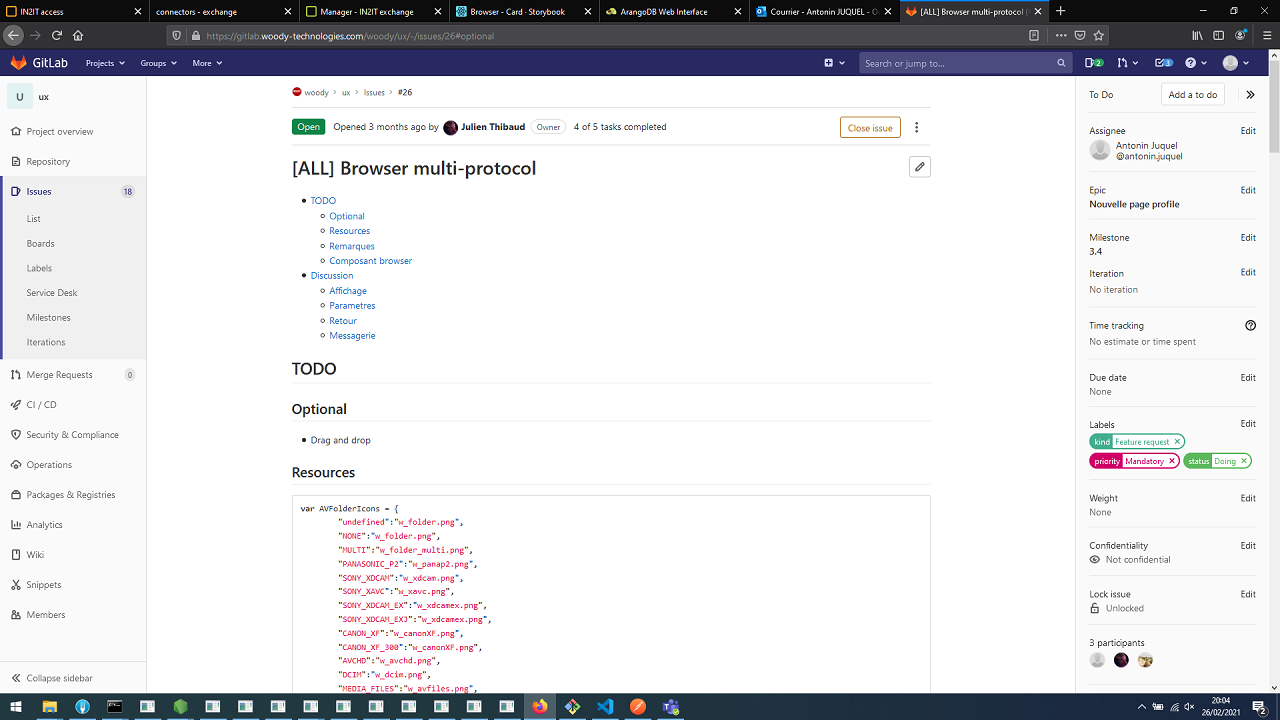 IN2IT access
connectors - exchange
Manager - IN2IT exchange
Browser - Card · Storybook
ArangoDB Web Interface
Courrier - Antonin JUQUEL - Ou
[ALL] Browser multi-protocol (
https://gitlab.woody-technologies.com/woody/ux/-/issues/26#optional
GitLab
Projects
Groups
More
Search or jump to...
2
3
U
ux
Project overview
Repository
Issues
18
List
Boards
Labels
Service Desk
Milestones
Iterations
Merge Requests
0
CI / CD
Security & Compliance
Operations
Packages & Registries
Analytics
Wiki
Snippets
Members
Collapse sidebar
woody > ux > Issues > #26
Open
Opened 3 months ago by Julien Thibaud Owner 4 of 5 tasks completed
Close issue
[ALL] Browser multi-protocol
TODO
Optional
Resources
Remarques
Composant browser
Discussion
Affichage
Parametres
Retour
Messagerie
TODO
Optional
Drag and drop
Resources
var AVFolderIcons = {
"undefined":"w_folder.png",
"NONE":"w_folder.png",
"MULTI":"w_folder_multi.png",
"PANASONIC_P2":"w_panap2.png",
"SONY_XDCAM":"w_xdcam.png",
"SONY_XAVC":"w_xavc.png",
"SONY_XDCAM_EX":"w_xdcamex.png",
"SONY_XDCAM_EX3":"w_xdcamex.png",
"CANON_XF":"w_canonXF.png",
"CANON_XF_300":"w_canonXF.png",
"AVCHD":"w_avchd.png",
"DCIM":"w_dcim.png",
"MEDIA_FILES":"w_avfiles.png",
To Do
Add a to do
Assignee
Edit
Antonin Juquel
@antonin.juquel
Epic
Edit
Nouvelle page profile
Milestone
Edit
3.4
Iteration
Edit
No iteration
Time tracking
No estimate or time spent
Due date
Edit
None
Labels
Edit
kind Feature request
priority Mandatory
status Doing
Weight
Edit
None
Confidentiality
Edit
Not confidential
Lock issue
Edit
Unlocked
3 participants
20:04
26/02/2021
2